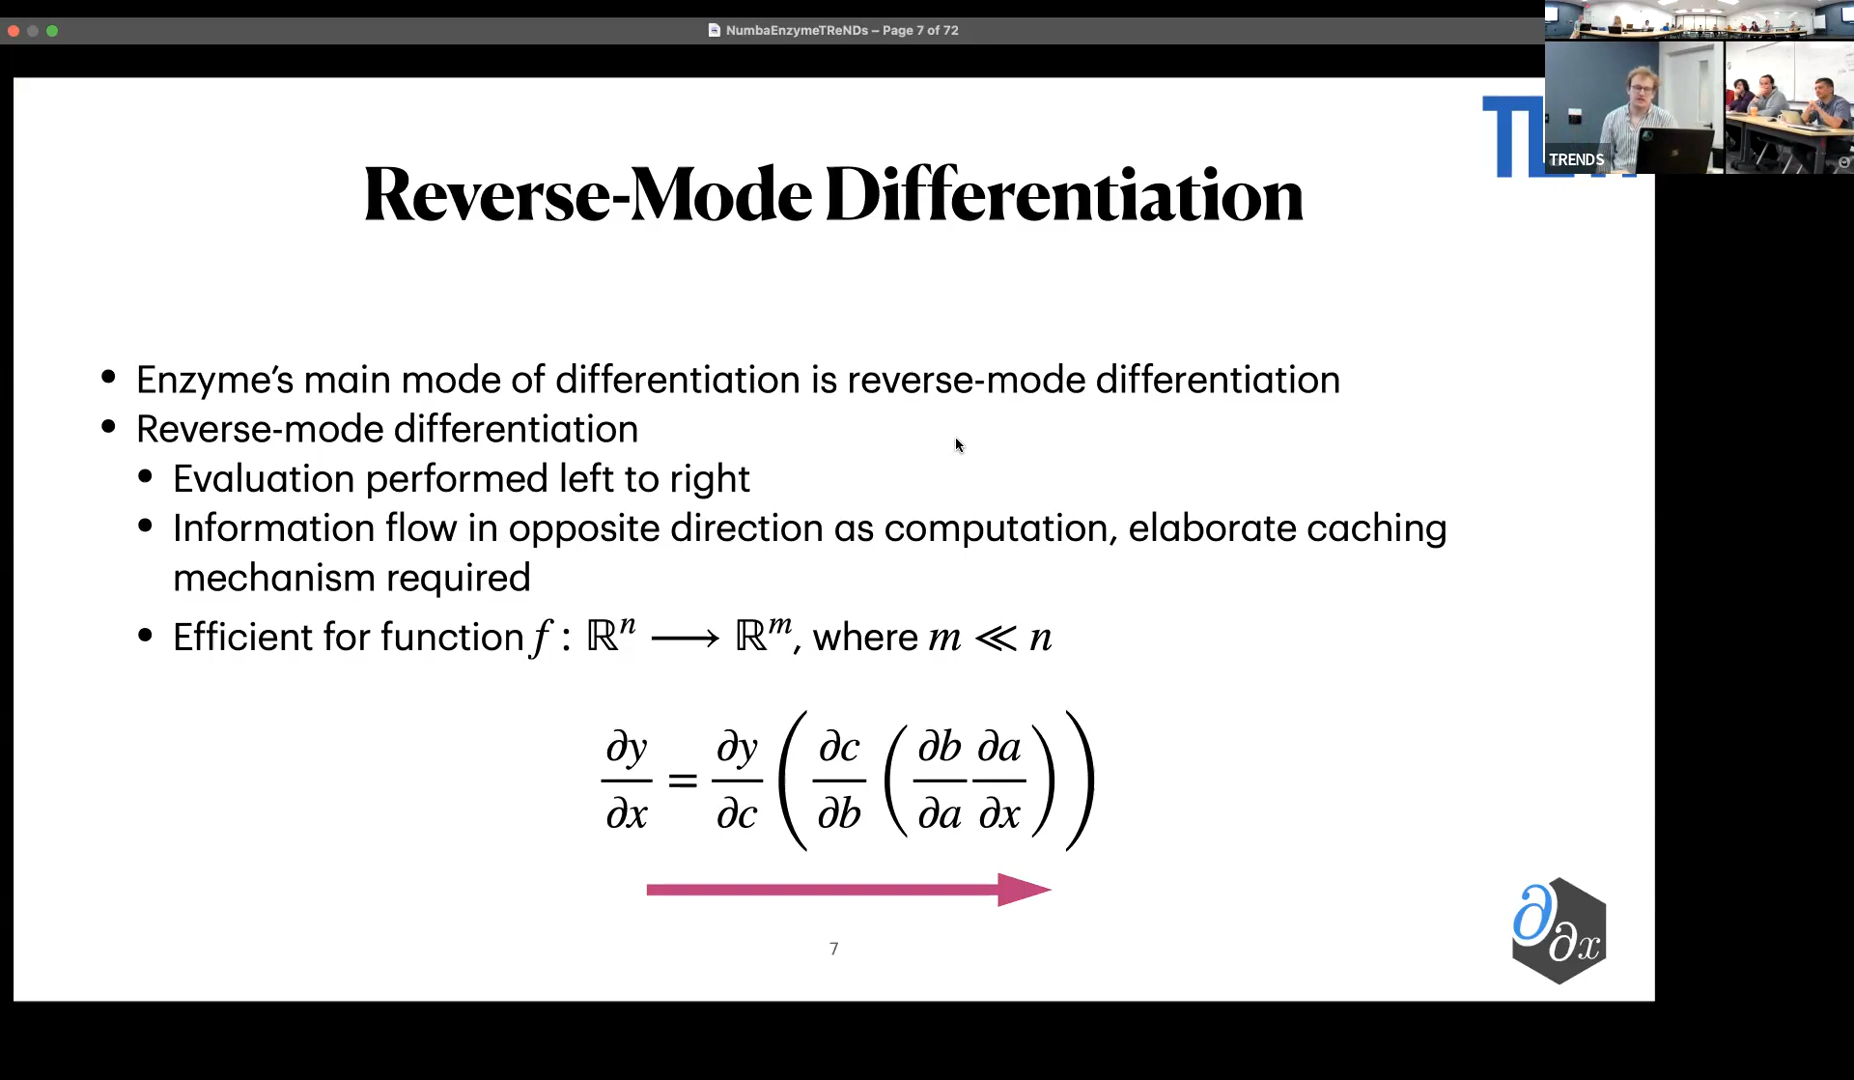 NumbaEnzymeTReNDs – Page 7 of 72
TRENDS
Reverse-Mode Differentiation
• Enzyme’s main mode of differentiation is reverse-mode differentiation
• Reverse-mode differentiation
• Evaluation performed left to right
• Information flow in opposite direction as computation, elaborate caching
mechanism required
• Efficient for function f : ℝⁿ ⟶ ℝᵐ, where m ≪ n
∂y/∂x = ∂y/∂c (∂c/∂b (∂b/∂a ∂a/∂x))
7
∂ ∂x